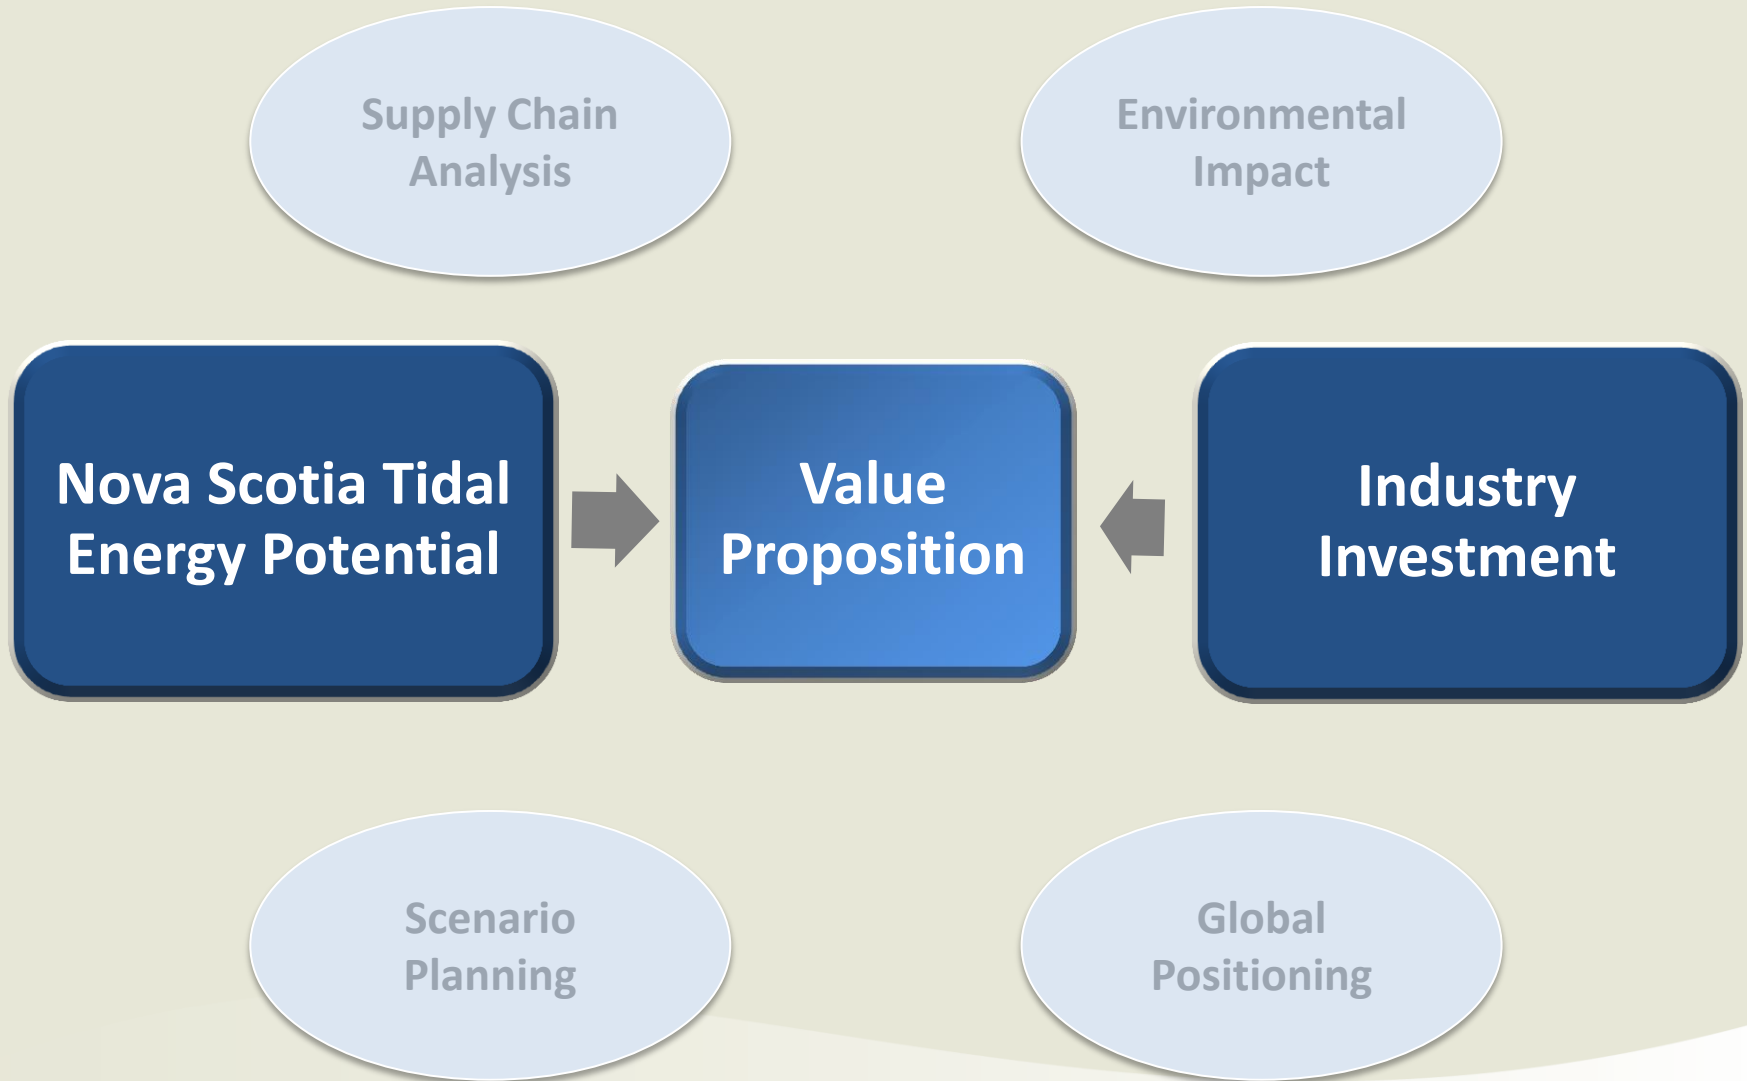 Supply Chain
Analysis
Environmental
Impact
Nova Scotia Tidal
Energy Potential
Value
Proposition
Industry
Investment
Scenario
Planning
Global
Positioning